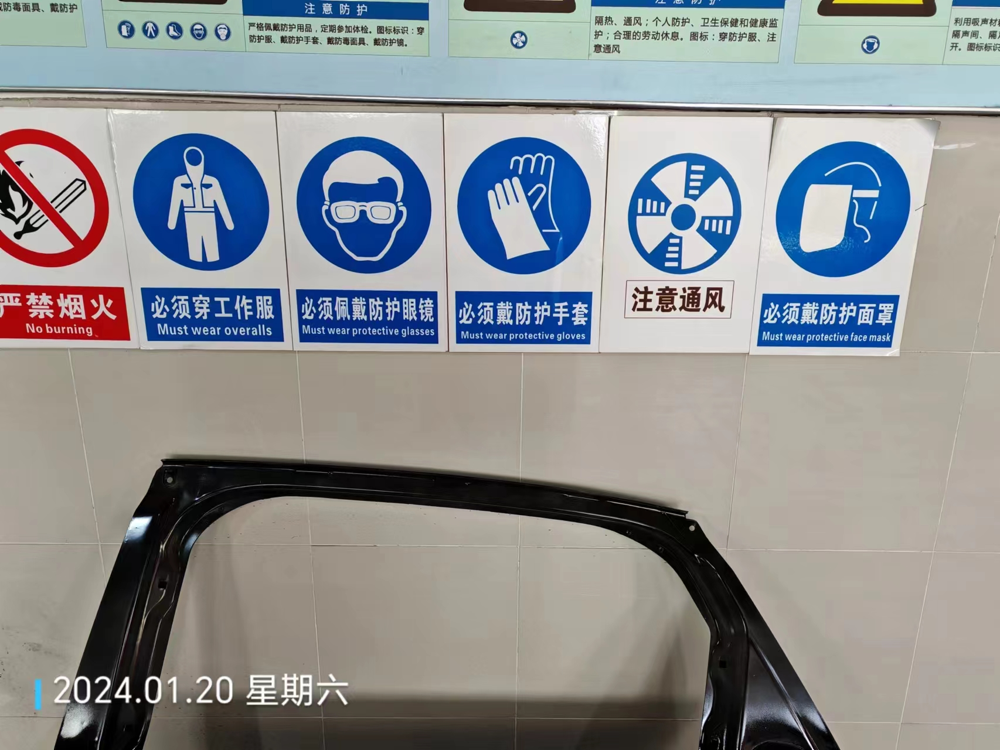 戴防毒面具、戴防护
注意防护
严格佩戴防护用品，定期参加体检。图标标识：穿
防护服、戴防护手套、戴防毒面具、戴防护镜。
注意防护
隔热、通风；个人防护、卫生保健和健康监
护；合理的劳动休息。图标：穿防护服、注
意通风
利用吸声材
隔声间、隔
开。图标标识
严禁烟火
No burning
必须穿工作服
Must wear overalls
必须佩戴防护眼镜
Must wear protective glasses
必须戴防护手套
Must wear protective gloves
注意通风
必须戴防护面罩
Must wear protective face mask
2024.01.20 星期六